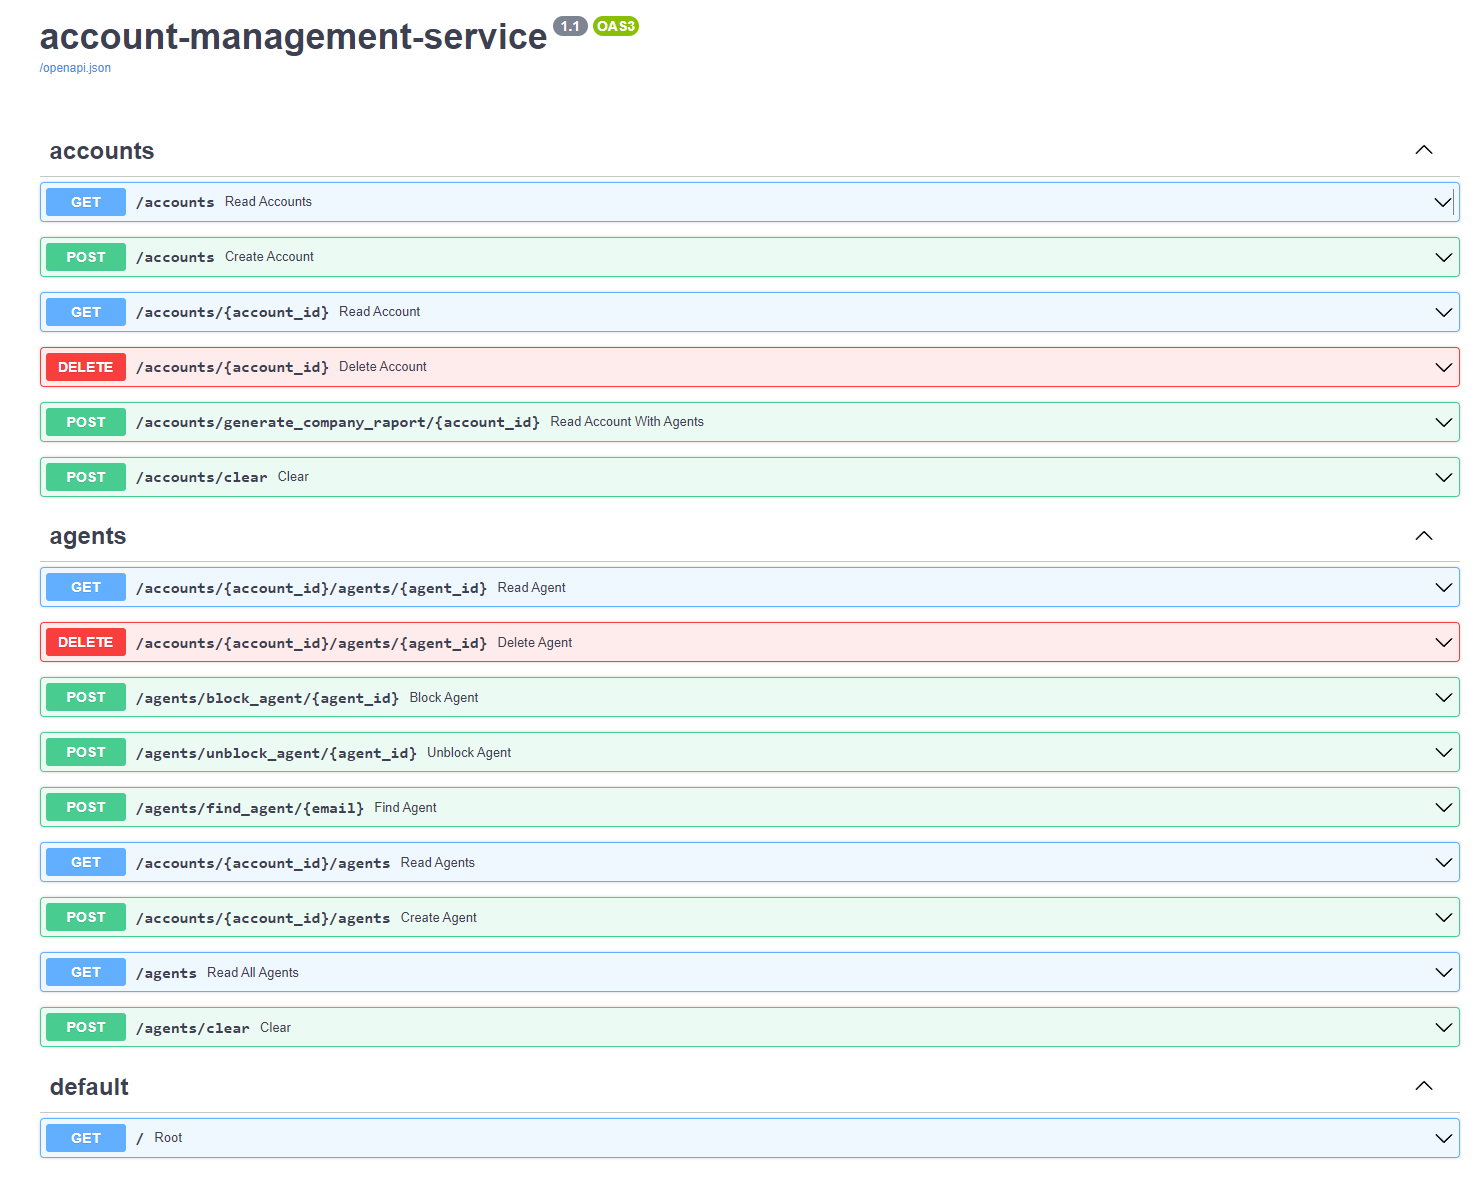 account-management-service 1.1 OAS3
/openapi.json
accounts
GET /accounts Read Accounts
POST /accounts Create Account
GET /accounts/{account_id} Read Account
DELETE /accounts/{account_id} Delete Account
POST /accounts/generate_company_raport/{account_id} Read Account With Agents
POST /accounts/clear Clear
agents
GET /accounts/{account_id}/agents/{agent_id} Read Agent
DELETE /accounts/{account_id}/agents/{agent_id} Delete Agent
POST /agents/block_agent/{agent_id} Block Agent
POST /agents/unblock_agent/{agent_id} Unblock Agent
POST /agents/find_agent/{email} Find Agent
GET /accounts/{account_id}/agents Read Agents
POST /accounts/{account_id}/agents Create Agent
GET /agents Read All Agents
POST /agents/clear Clear
default
GET / Root